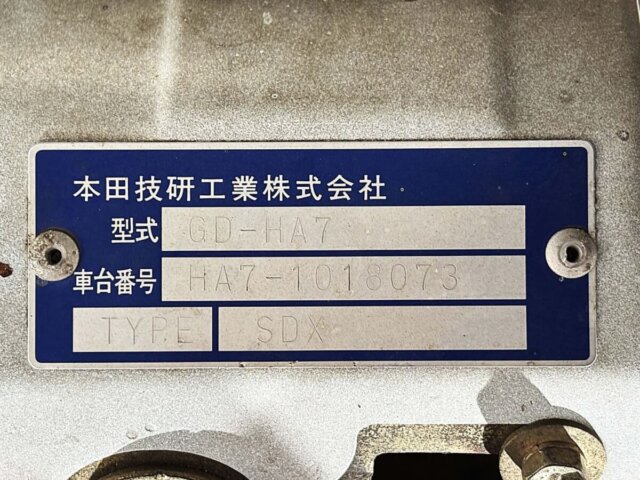 本田技研工業株式会社
型式 GD-HA7
車台番号 HA7-1018073
TYPE SDX